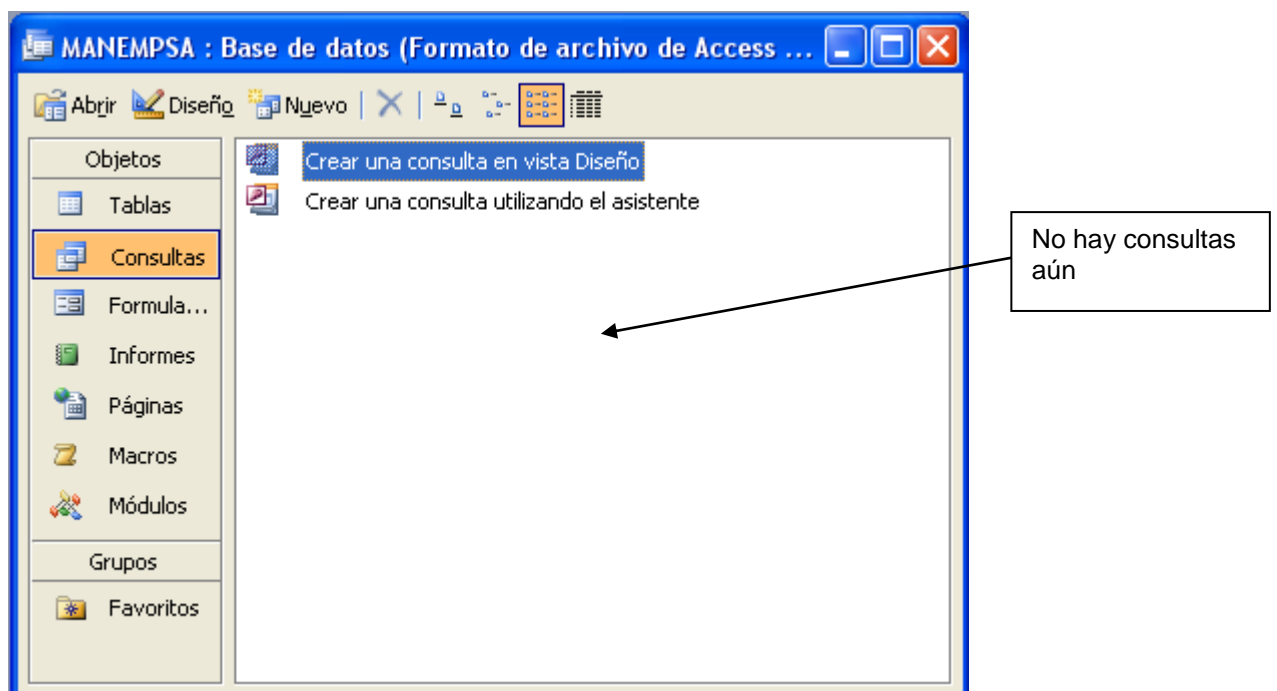 MANEMPSA : Base de datos (Formato de archivo de Access ...
Abrir Diseño Nuevo
Objetos
Tablas
Consultas
Formula...
Informes
Páginas
Macros
Módulos
Grupos
Favoritos
Crear una consulta en vista Diseño
Crear una consulta utilizando el asistente
No hay consultas
aún